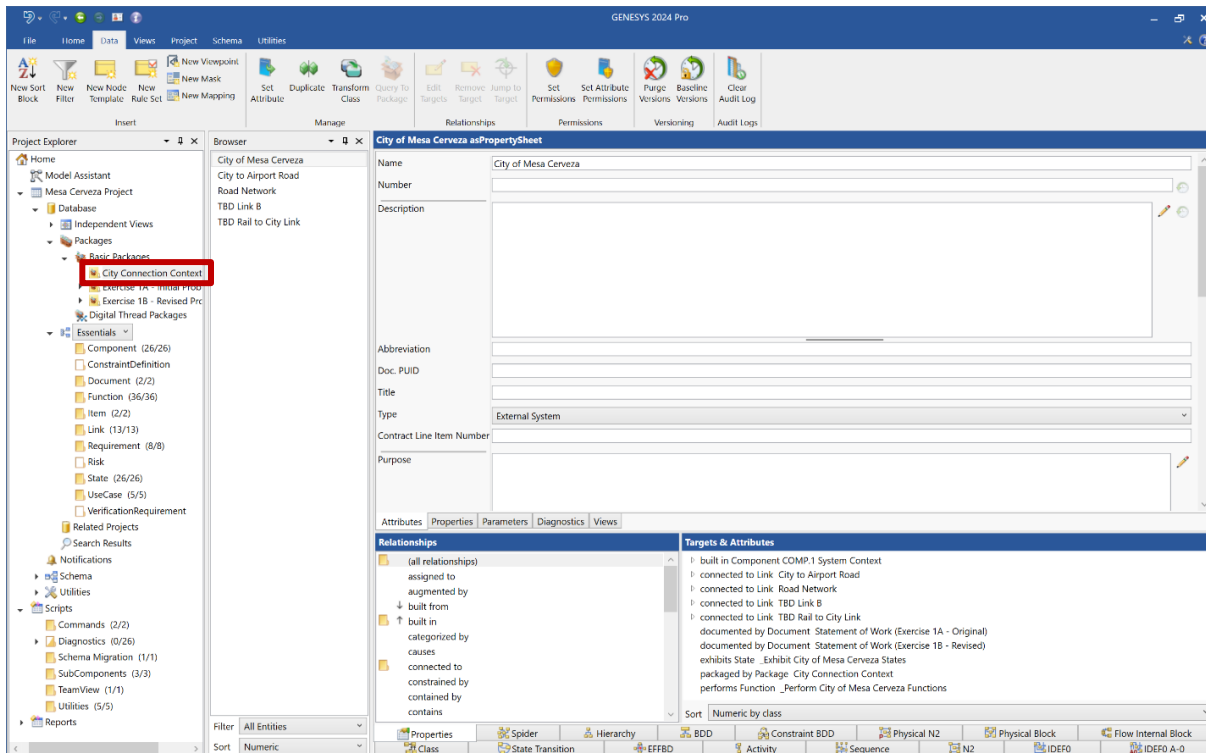 GENESYS 2024 Pro
File Home Data Views Project Schema Utilities
New Sort Block
New Filter
New Node Template
New Rule Set
New Viewpoint
New Mask
New Mapping
Set Attribute
Duplicate
Transform Class
Query To Package
Edit Targets
Remove Target
Jump to Target
Set Permissions
Set Attribute Permissions
Purge Versions
Baseline Versions
Clear Audit Log
Insert Manage Relationships Permissions Versioning Audit Logs
Project Explorer
Home
Model Assistant
Mesa Cerveza Project
Database
Independent Views
Packages
Basic Packages
City Connection Context
Exercise 1A - Initial Prob
Exercise 1B - Revised Prc
Digital Thread Packages
Essentials
Component (26/26)
ConstraintDefinition
Document (2/2)
Function (36/36)
Item (2/2)
Link (13/13)
Requirement (8/8)
Risk
State (26/26)
UseCase (5/5)
VerificationRequirement
Related Projects
Search Results
Notifications
Schema
Utilities
Scripts
Commands (2/2)
Diagnostics (0/26)
Schema Migration (1/1)
SubComponents (3/3)
TeamView (1/1)
Utilities (5/5)
Reports
Browser
City of Mesa Cerveza
City to Airport Road
Road Network
TBD Link B
TBD Rail to City Link
Filter All Entities
Sort Numeric
City of Mesa Cerveza asPropertySheet
Name City of Mesa Cerveza
Number
Description
Abbreviation
Doc. PUID
Title
Type External System
Contract Line Item Number
Purpose
Attributes Properties Parameters Diagnostics Views
Relationships
(all relationships)
assigned to
augmented by
built from
built in
categorized by
causes
connected to
constrained by
contained by
contains
Targets & Attributes
built in Component COMP.1 System Context
connected to Link City to Airport Road
connected to Link Road Network
connected to Link TBD Link B
connected to Link TBD Rail to City Link
documented by Document Statement of Work (Exercise 1A - Original)
documented by Document Statement of Work (Exercise 1B - Revised)
exhibits State _Exhibit City of Mesa Cerveza States
packaged by Package City Connection Context
performs Function _Perform City of Mesa Cerveza Functions
Sort Numeric by class
Properties Spider Hierarchy BDD Constraint BDD Physical N2 Physical Block Flow Internal Block
Class State Transition EFFBD Activity Sequence N2 IDEF0 IDEF0 A-0